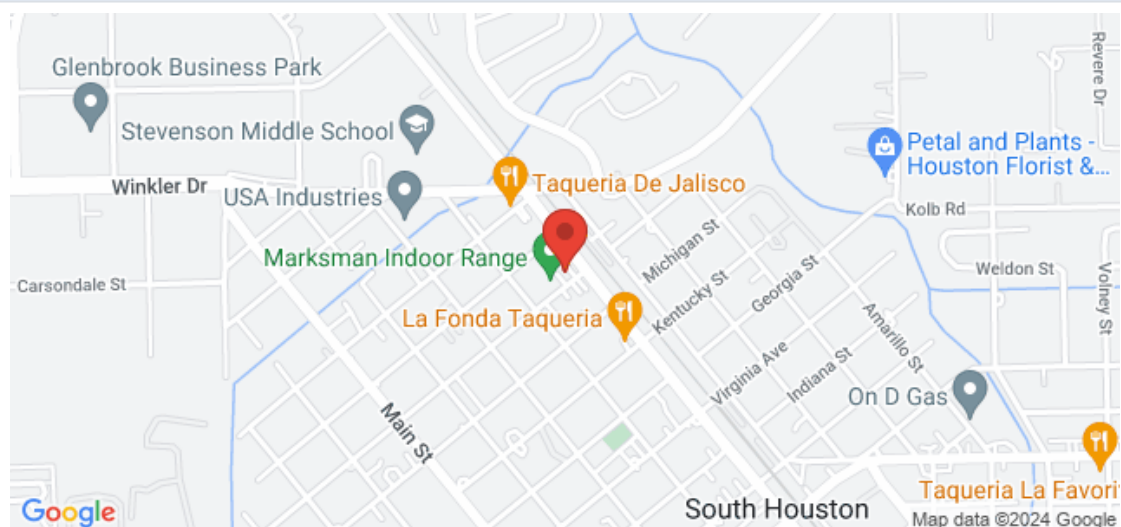 Glenbrook Business Park
Revere Dr
Stevenson Middle School
Petal and Plants -
Houston Florist &...
Winkler Dr
USA Industries
Taqueria De Jalisco
Kolb Rd
Marksman Indoor Range
Michigan St
Georgia St
Weldon St
Volney St
Carsondale St
La Fonda Taqueria
Kentucky St
Amarillo St
Virginia Ave
Indiana St
On D Gas
Main St
Taqueria La Favorit
South Houston
Google
Map data ©2024 Google